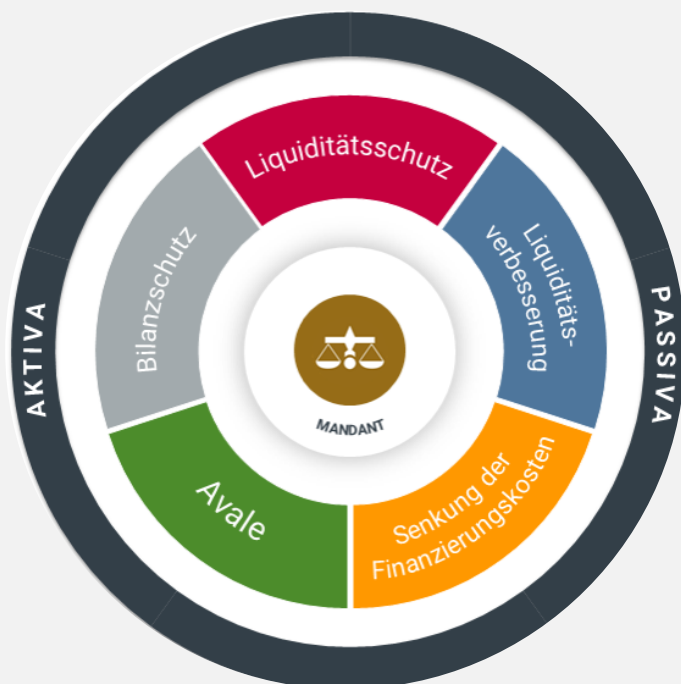 Liquiditätsschutz
Liquiditäts-
verbesserung
Senkung der
Finanzierungskosten
Avale
Bilanzschutz
MANDANT
AKTIVA
PASSIVA